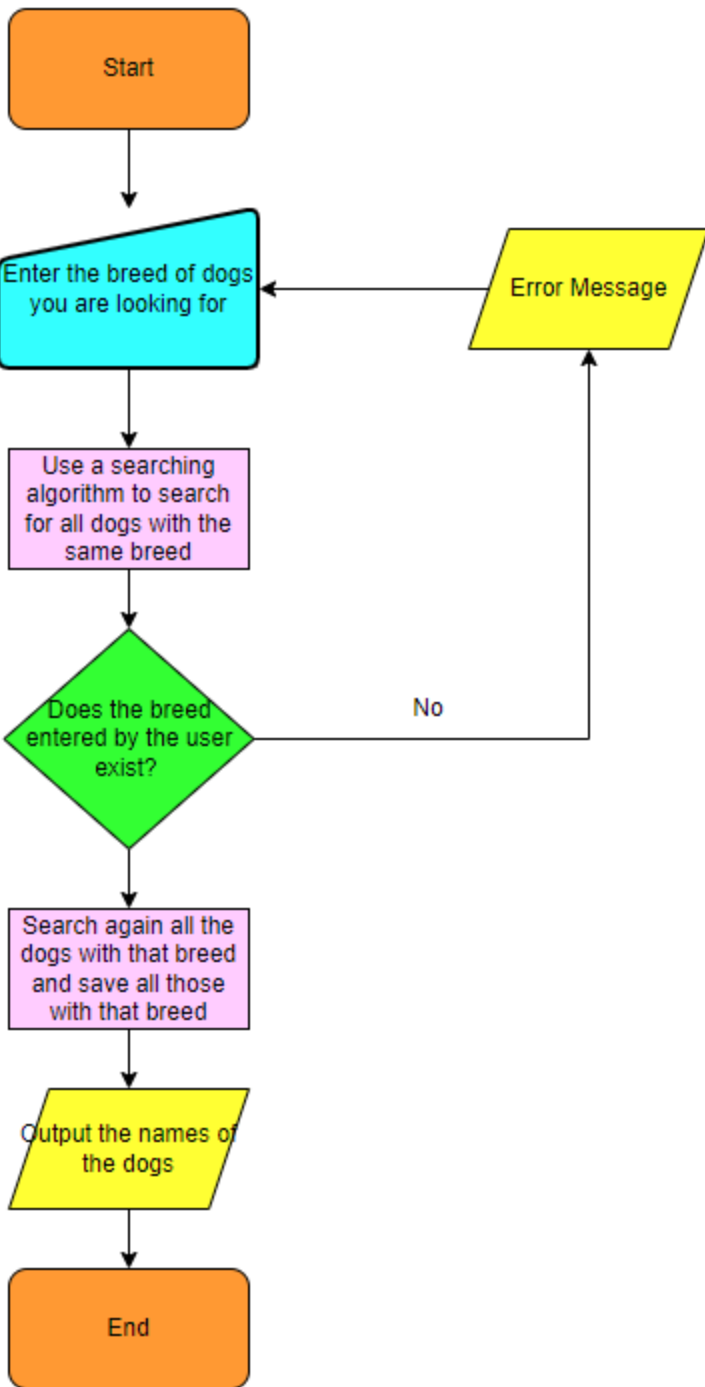 Start
Enter the breed of dogs
you are looking for
Error Message
Use a searching
algorithm to search
for all dogs with the
same breed
Does the breed
entered by the user
exist?
No
Search again all the
dogs with that breed
and save all those
with that breed
Output the names of
the dogs
End